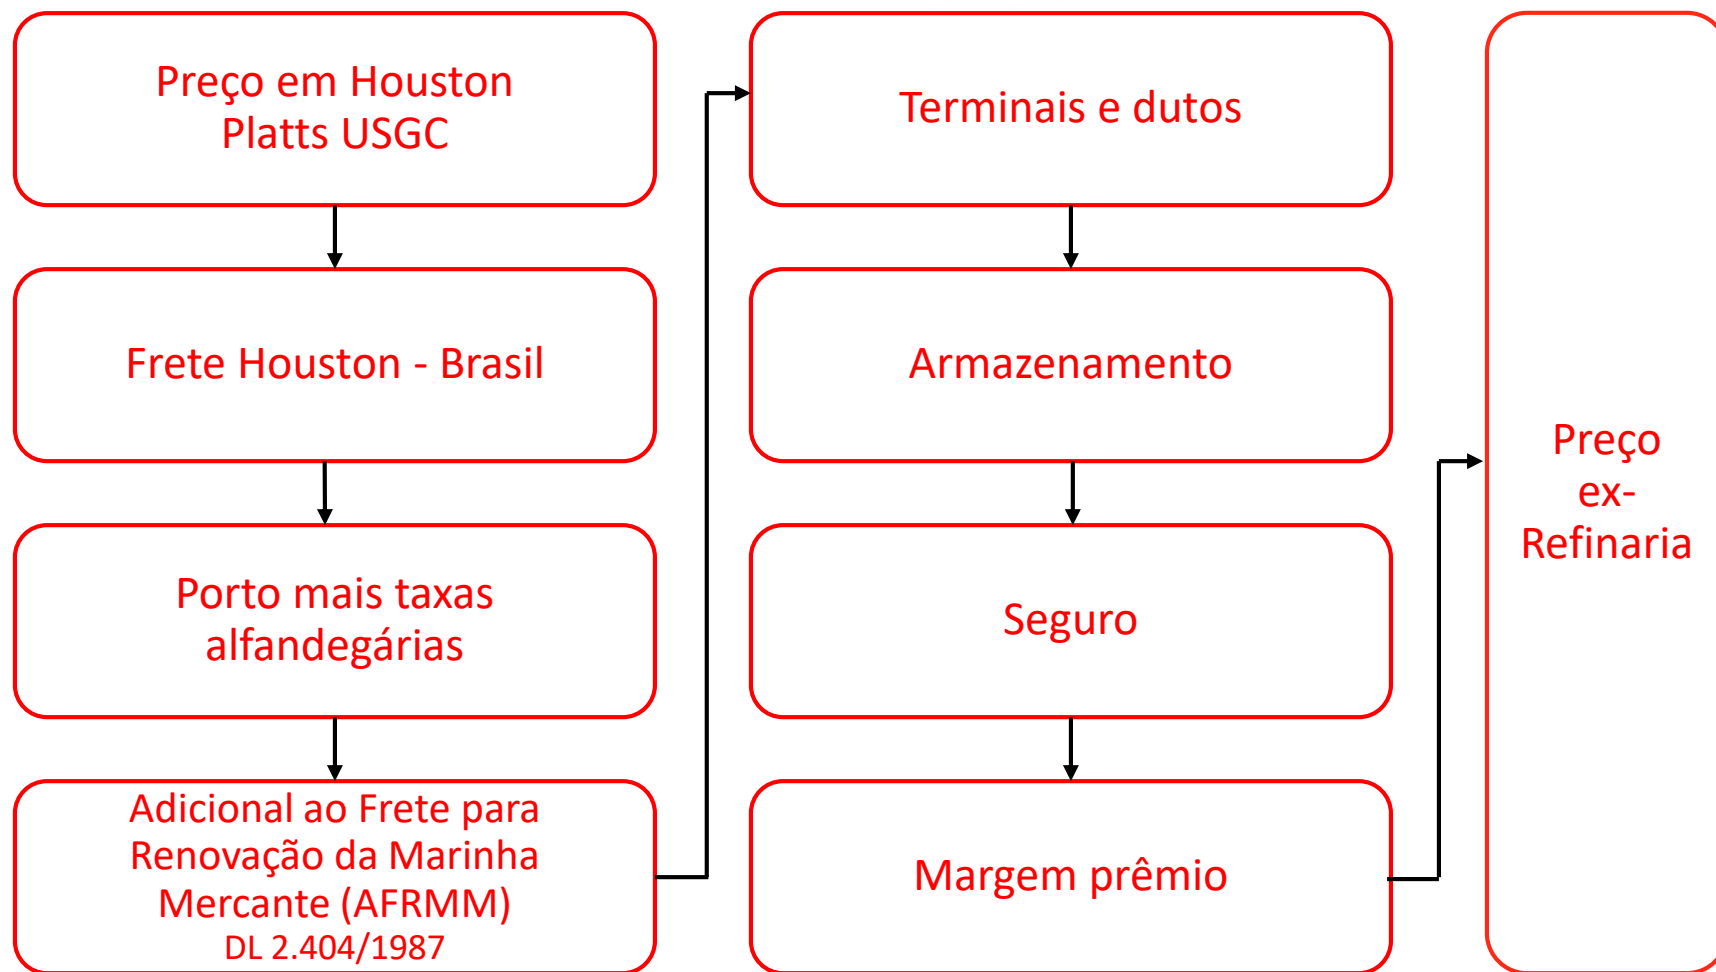 Preço em Houston
Platts USGC
Frete Houston - Brasil
Porto mais taxas
alfandegárias
Adicional ao Frete para
Renovação da Marinha
Mercante (AFRMM)
DL 2.404/1987
Terminais e dutos
Armazenamento
Seguro
Margem prêmio
Preço
ex-
Refinaria